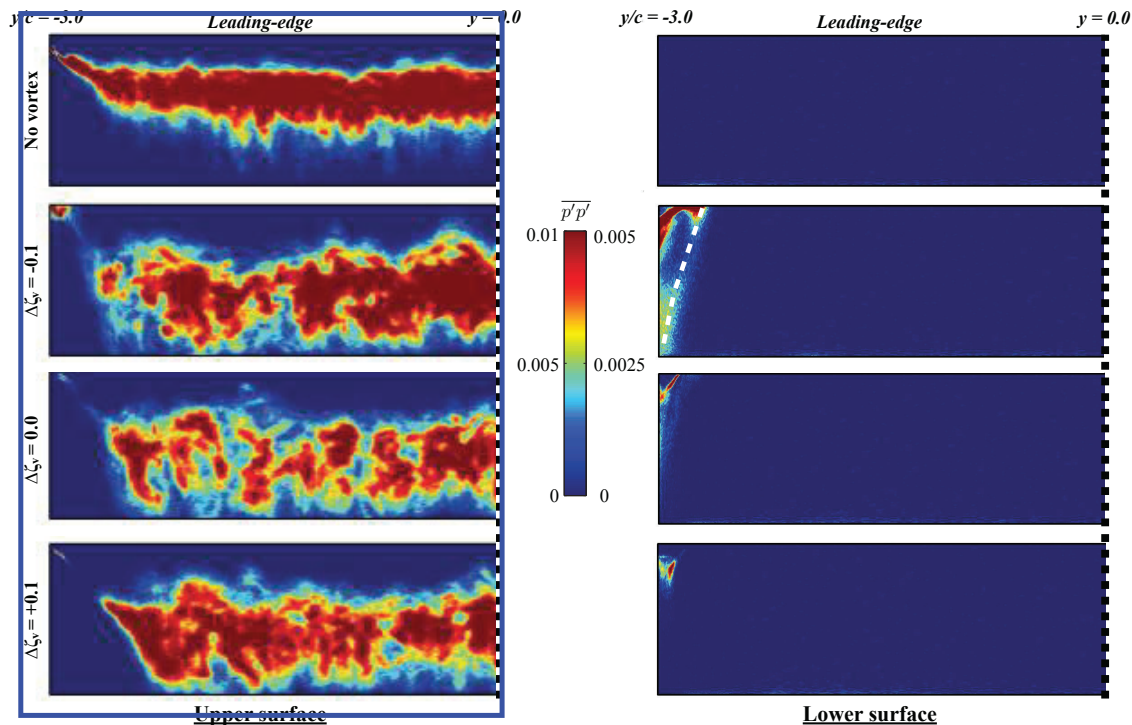 y/c = -3.0 Leading-edge y = 0.0
y/c = -3.0 Leading-edge y = 0.0
No vortex
Δζv = -0.1
Δζv = 0.0
Δζv = +0.1
p'p'
0.01 0.005
0.005 0.0025
0 0
Upper surface
Lower surface